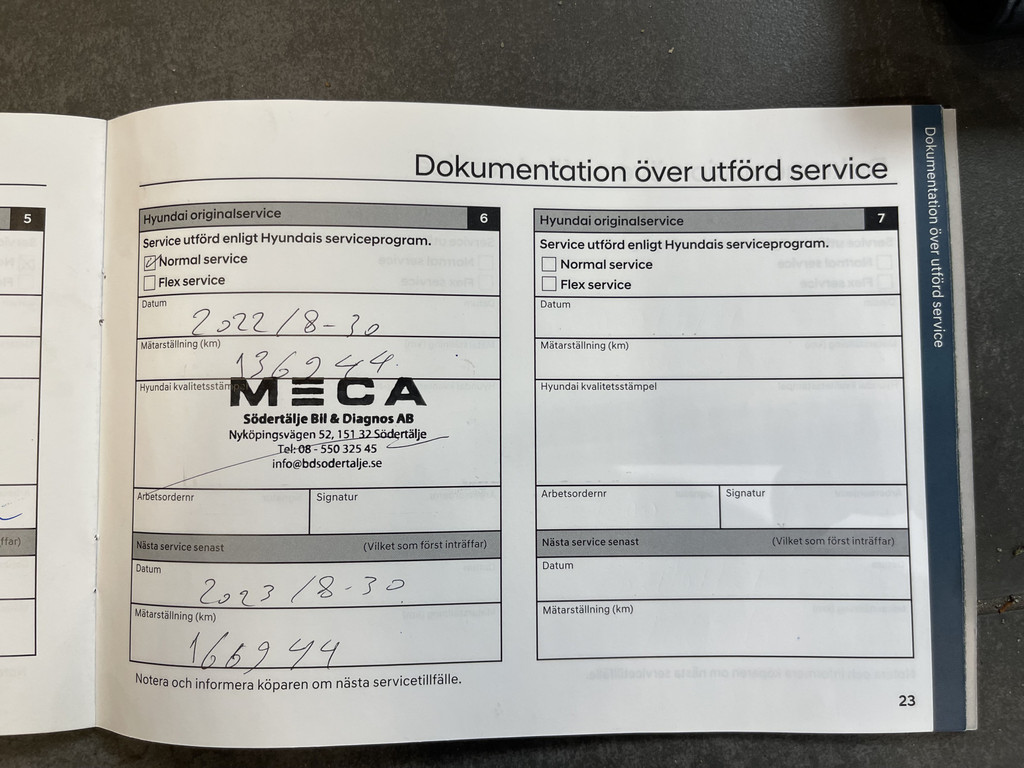 Dokumentation över utförd service
5
ffar)
Hyundai originalservice 6
Service utförd enligt Hyundais serviceprogram.
Normal service
Flex service
Datum
2022/8-30
Mätarställning (km)
136944
Hyundai kvalitetsstämpel
MECA
Södertälje Bil & Diagnos AB
Nyköpingsvägen 52, 151 32 Södertälje
Tel: 08 - 550 325 45
info@bdsodertalje.se
Arbetsordernr Signatur
Nästa service senast (Vilket som först inträffar)
Datum
2023/8-30
Mätarställning (km)
166944
Notera och informera köparen om nästa servicetillfälle.
Hyundai originalservice 7
Service utförd enligt Hyundais serviceprogram.
Normal service
Flex service
Datum
Mätarställning (km)
Hyundai kvalitetsstämpel
Arbetsordernr Signatur
Nästa service senast (Vilket som först inträffar)
Datum
Mätarställning (km)
23
Dokumentation över utförd service